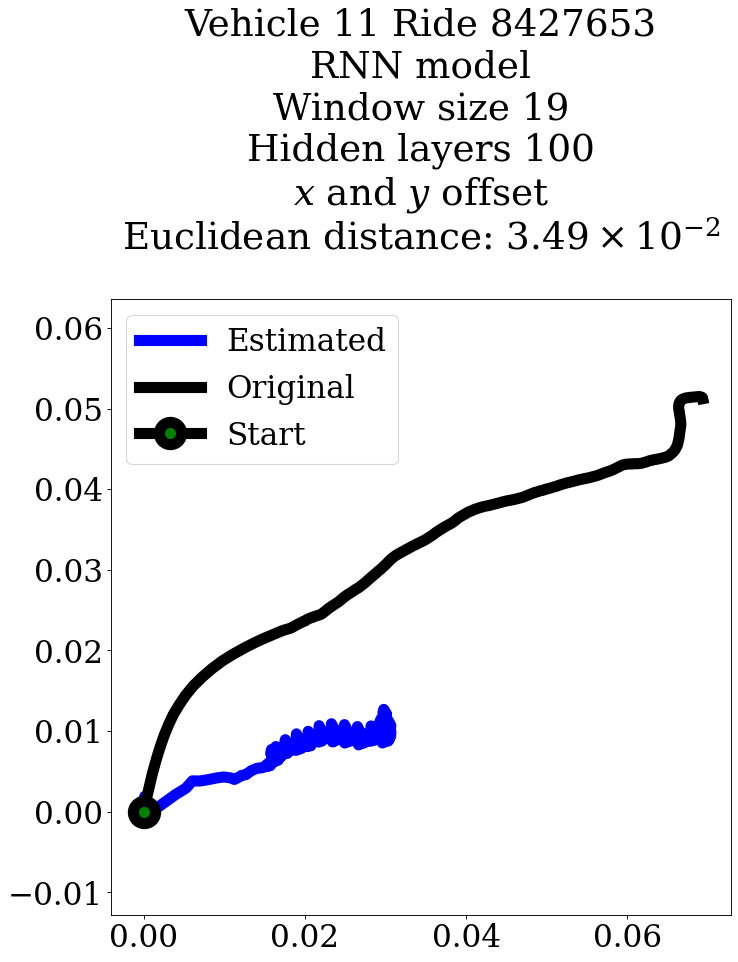 Vehicle 11 Ride 8427653
RNN model
Window size 19
Hidden layers 100
x and y offset
Euclidean distance: 3.49 × 10⁻²
Estimated
Original
Start
0.06
0.05
0.04
0.03
0.02
0.01
0.00
−0.01
0.00 0.02 0.04 0.06